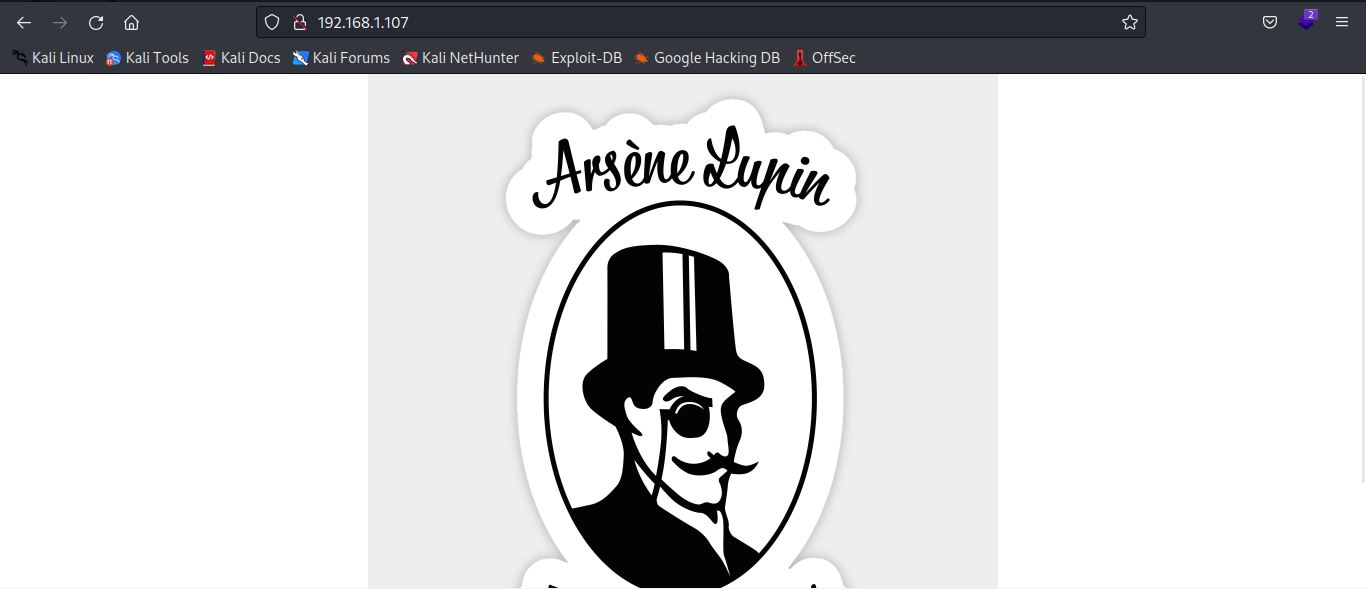 192.168.1.107
2
Kali Linux Kali Tools Kali Docs Kali Forums Kali NetHunter Exploit-DB Google Hacking DB OffSec
Arsène Lupin